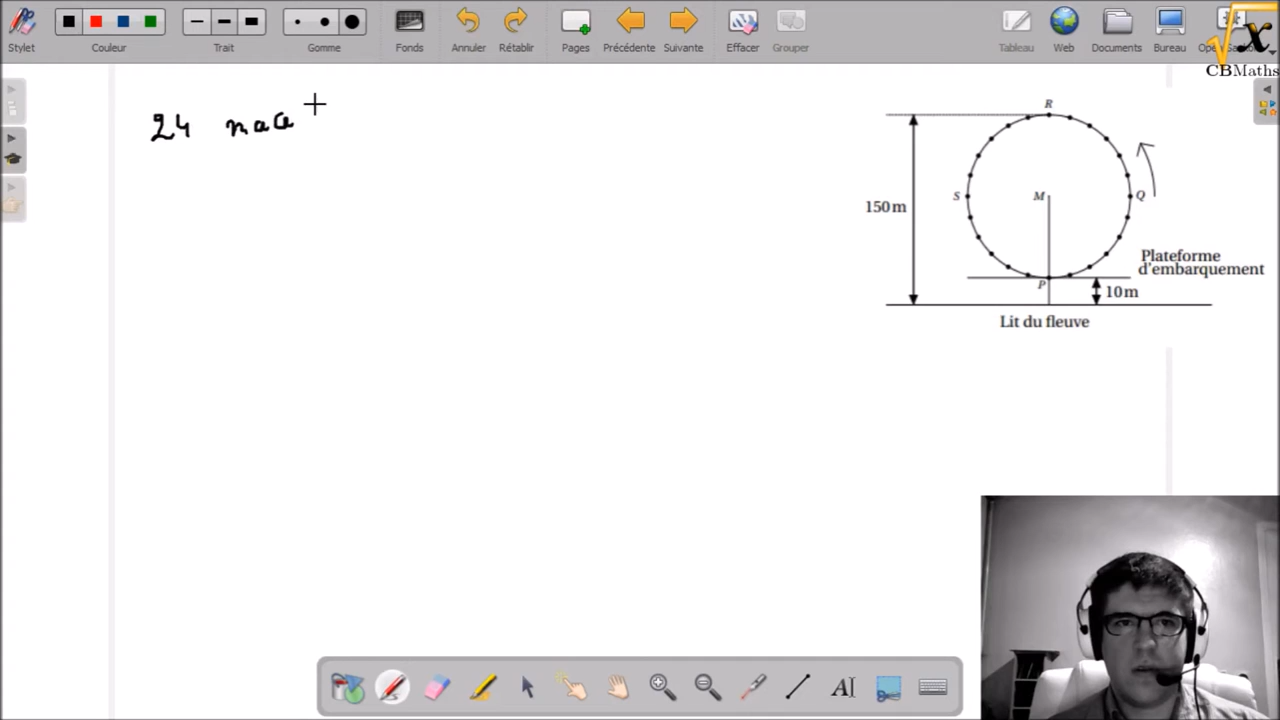 Stylet
Couleur
Trait
Gomme
Fonds
Annuler
Rétablir
Pages
Précédente
Suivante
Effacer
Grouper
Tableau
Web
Documents
Bureau
CBMaths
24 nac
R
150 m
S
M
Q
Plateforme
d'embarquement
P
10 m
Lit du fleuve